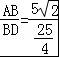 AB/BD = 5√2/(25/4)